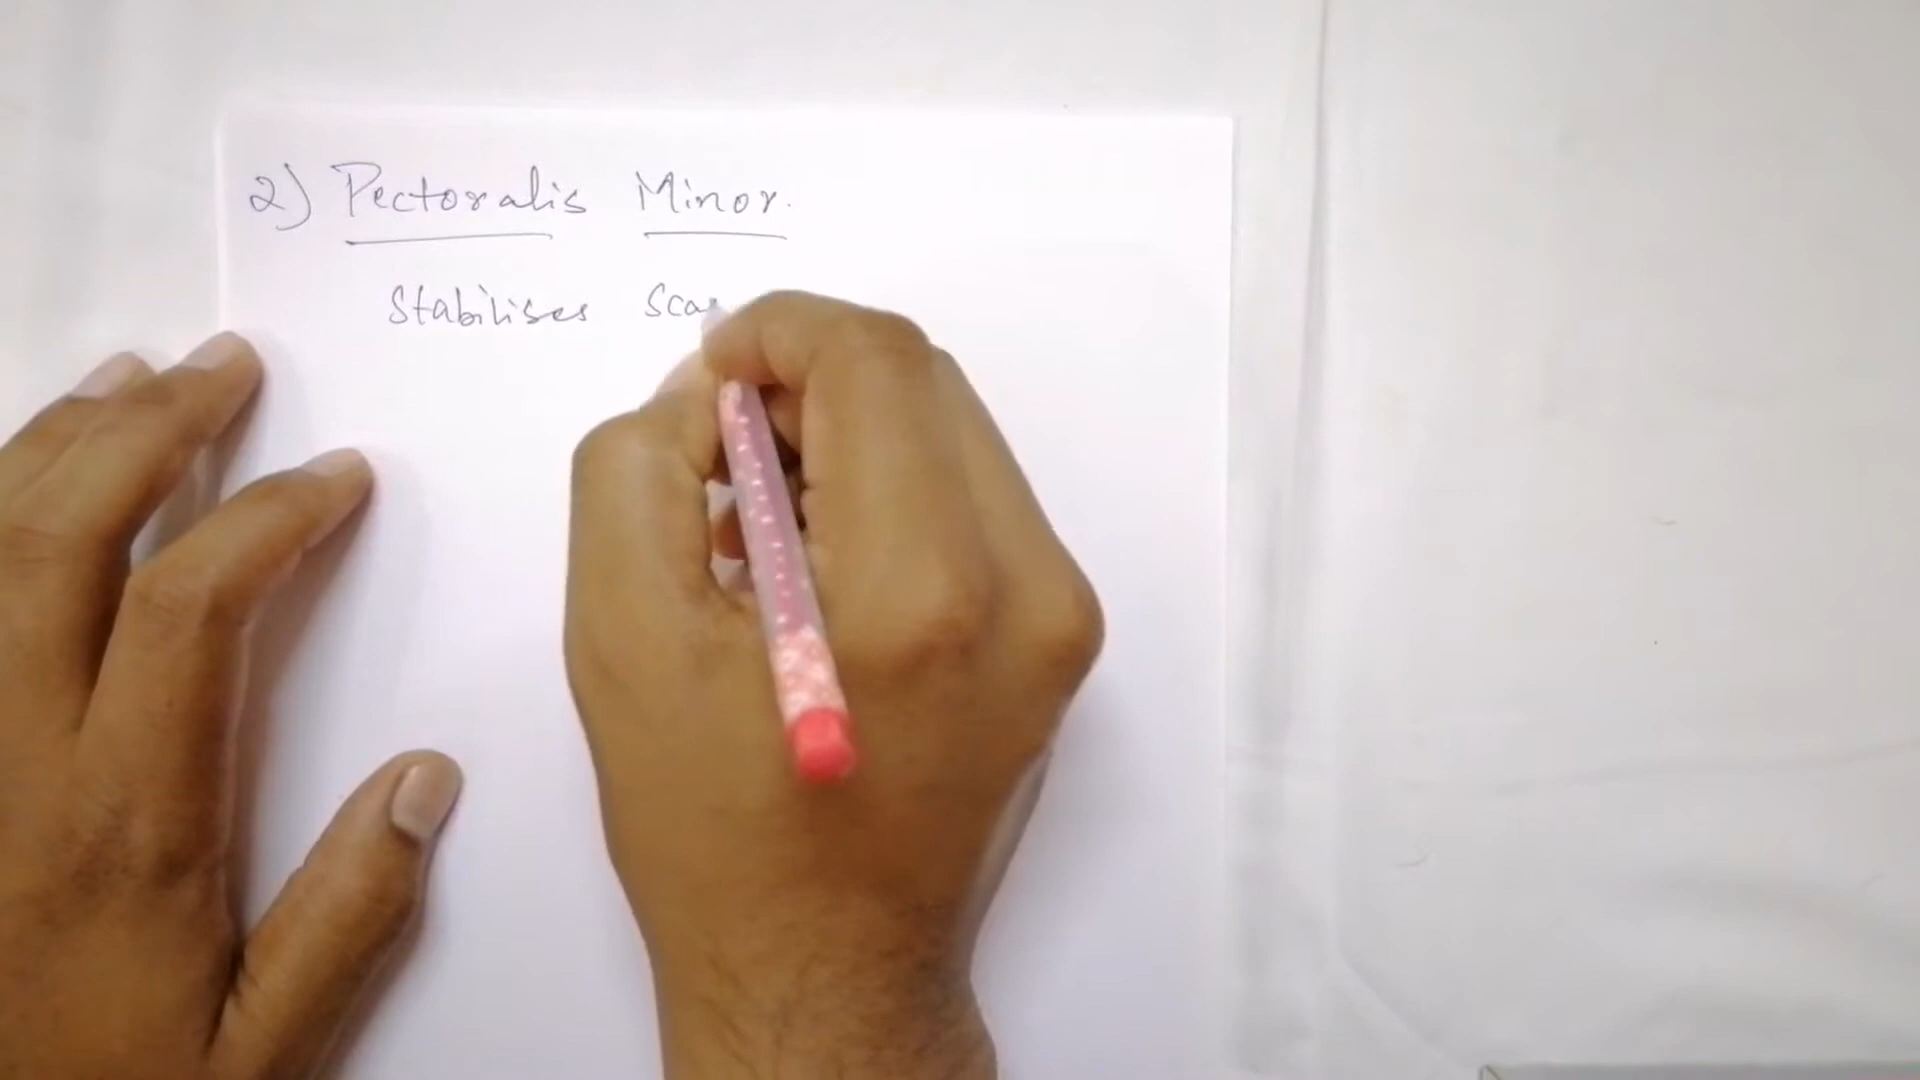 2) Pectoralis Minor.
Stabilises